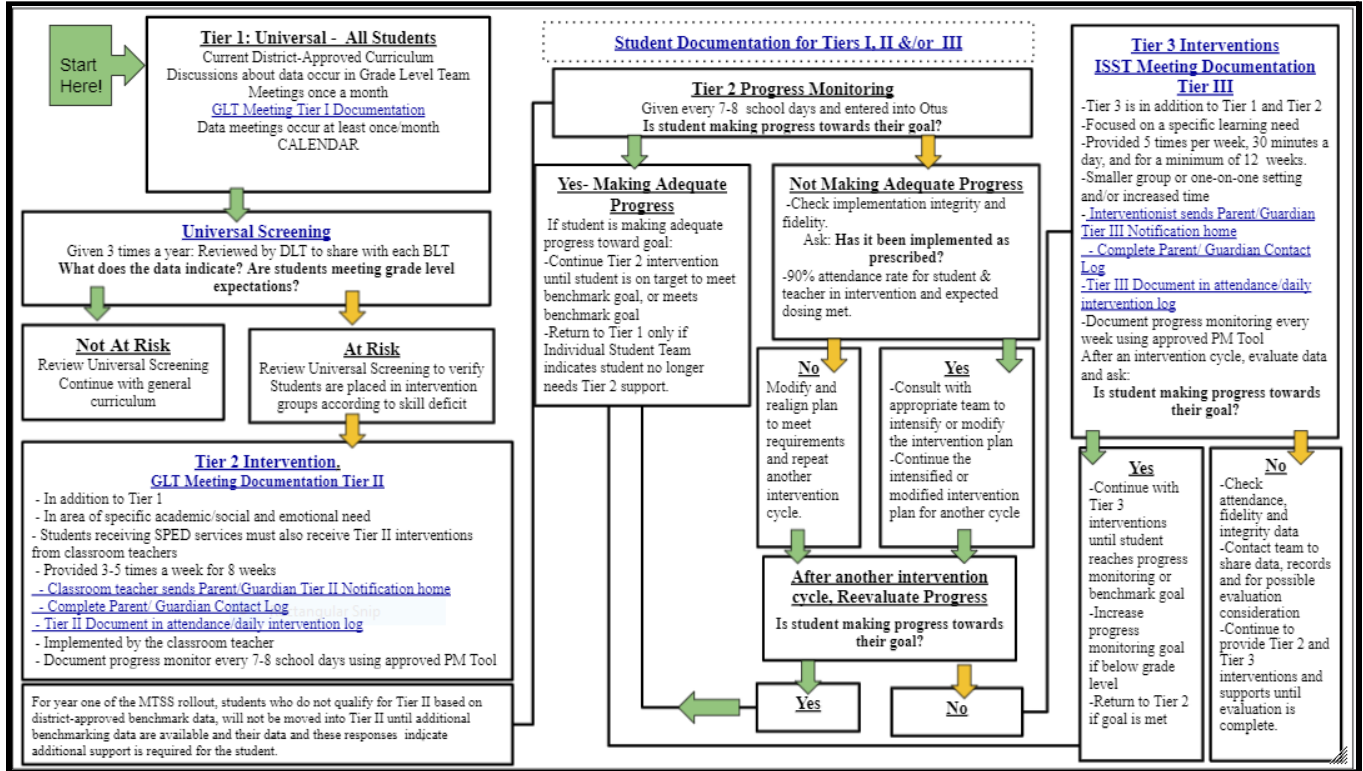 Start
Here!
Tier 1: Universal - All Students
Current District-Approved Curriculum
Discussions about data occur in Grade Level Team
Meetings once a month
GLT Meeting Tier I Documentation
Data meetings occur at least once/month
CALENDAR
Universal Screening
Given 3 times a year: Reviewed by DLT to share with each BLT
What does the data indicate? Are students meeting grade level
expectations?
Not At Risk
Review Universal Screening
Continue with general
curriculum
At Risk
Review Universal Screening to verify
Students are placed in intervention
groups according to skill deficit
Tier 2 Intervention.
GLT Meeting Documentation Tier II
- In addition to Tier 1
- In area of specific academic/social and emotional need
- Students receiving SPED services must also receive Tier II interventions
from classroom teachers
- Provided 3-5 times a week for 8 weeks
- Classroom teacher sends Parent/Guardian Tier II Notification home
- Complete Parent/ Guardian Contact Log
- Tier II Document in attendance/daily intervention log
- Implemented by the classroom teacher
- Document progress monitor every 7-8 school days using approved PM Tool
For year one of the MTSS rollout, students who do not qualify for Tier II based on
district-approved benchmark data, will not be moved into Tier II until additional
benchmarking data are available and their data and these responses indicate
additional support is required for the student.
Student Documentation for Tiers I, II &/or III
Tier 2 Progress Monitoring
Given every 7-8 school days and entered into Otus
Is student making progress towards their goal?
Yes- Making Adequate
Progress
If student is making adequate
progress toward goal:
-Continue Tier 2 intervention
until student is on target to meet
benchmark goal, or meets
benchmark goal
-Return to Tier 1 only if
Individual Student Team
indicates student no longer
needs Tier 2 support.
Not Making Adequate Progress
-Check implementation integrity and
fidelity.
Ask: Has it been implemented as
prescribed?
-90% attendance rate for student &
teacher in intervention and expected
dosing met.
No
Modify and
realign plan
to meet
requirements
and repeat
another
intervention
cycle.
Yes
-Consult with
appropriate team to
intensify or modify
the intervention plan
-Continue the
intensified or
modified intervention
plan for another cycle
After another intervention
cycle, Reevaluate Progress
Is student making progress towards
their goal?
Yes
No
Tier 3 Interventions
ISST Meeting Documentation
Tier III
-Tier 3 is in addition to Tier 1 and Tier 2
-Focused on a specific learning need
-Provided 5 times per week, 30 minutes a
day, and for a minimum of 12 weeks.
-Smaller group or one-on-one setting
and/or increased time
- Interventionist sends Parent/Guardian
Tier III Notification home
- Complete Parent/ Guardian Contact
Log
-Tier III Document in attendance/daily
intervention log
-Document progress monitoring every
week using approved PM Tool
After an intervention cycle, evaluate data
and ask:
Is student making progress towards
their goal?
Yes
-Continue with
Tier 3
interventions
until student
reaches progress
monitoring or
benchmark goal
-Increase
progress
monitoring goal
if below grade
level
-Return to Tier 2
if goal is met
No
-Check
attendance,
fidelity and
integrity data
-Contact team to
share data, records
and for possible
evaluation
consideration
-Continue to
provide Tier 2 and
Tier 3
interventions and
supports until
evaluation is
complete.